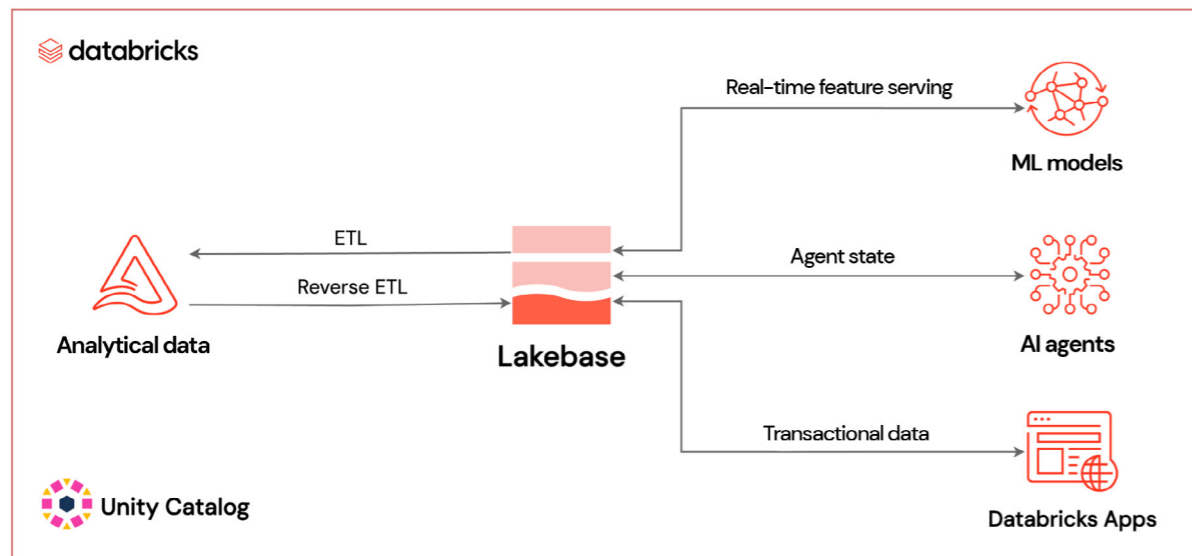 databricks
Real-time feature serving
ML models
ETL
Agent state
Reverse ETL
Analytical data
Lakebase
AI agents
Transactional data
Unity Catalog
Databricks Apps